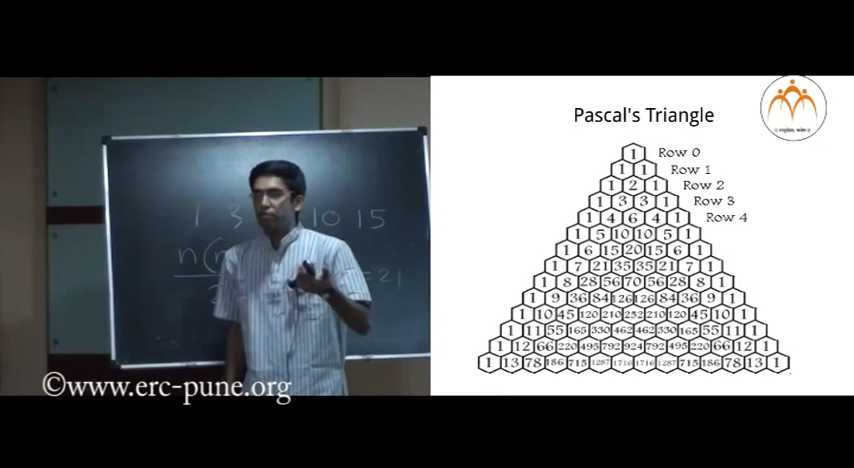 1 3 10 15
n(n
= 21
©www.erc-pune.org
Pascal's Triangle
1 Row 0
1 1 Row 1
1 2 1 Row 2
1 3 3 1 Row 3
1 4 6 4 1 Row 4
1 5 10 10 5 1
1 6 15 20 15 6 1
1 7 21 35 35 21 7 1
1 8 28 56 70 56 28 8 1
1 9 36 84 126 126 84 36 9 1
1 10 45 120 210 252 210 120 45 10 1
1 11 55 165 330 462 462 330 165 55 11 1
1 12 66 220 495 792 924 792 495 220 66 12 1
1 13 78 186 715 1287 1716 1716 1287 715 186 78 13 1